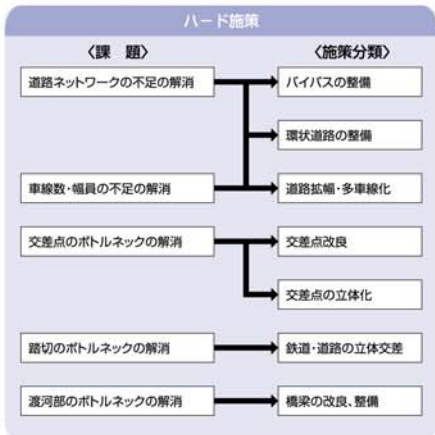 ハード施策
〈課 題〉 〈施策分類〉
道路ネットワークの不足の解消 バイパスの整備
環状道路の整備
車線数・幅員の不足の解消 道路拡幅・多車線化
交差点のボトルネックの解消 交差点改良
交差点の立体化
踏切のボトルネックの解消 鉄道・道路の立体交差
渡河部のボトルネックの解消 橋梁の改良、整備